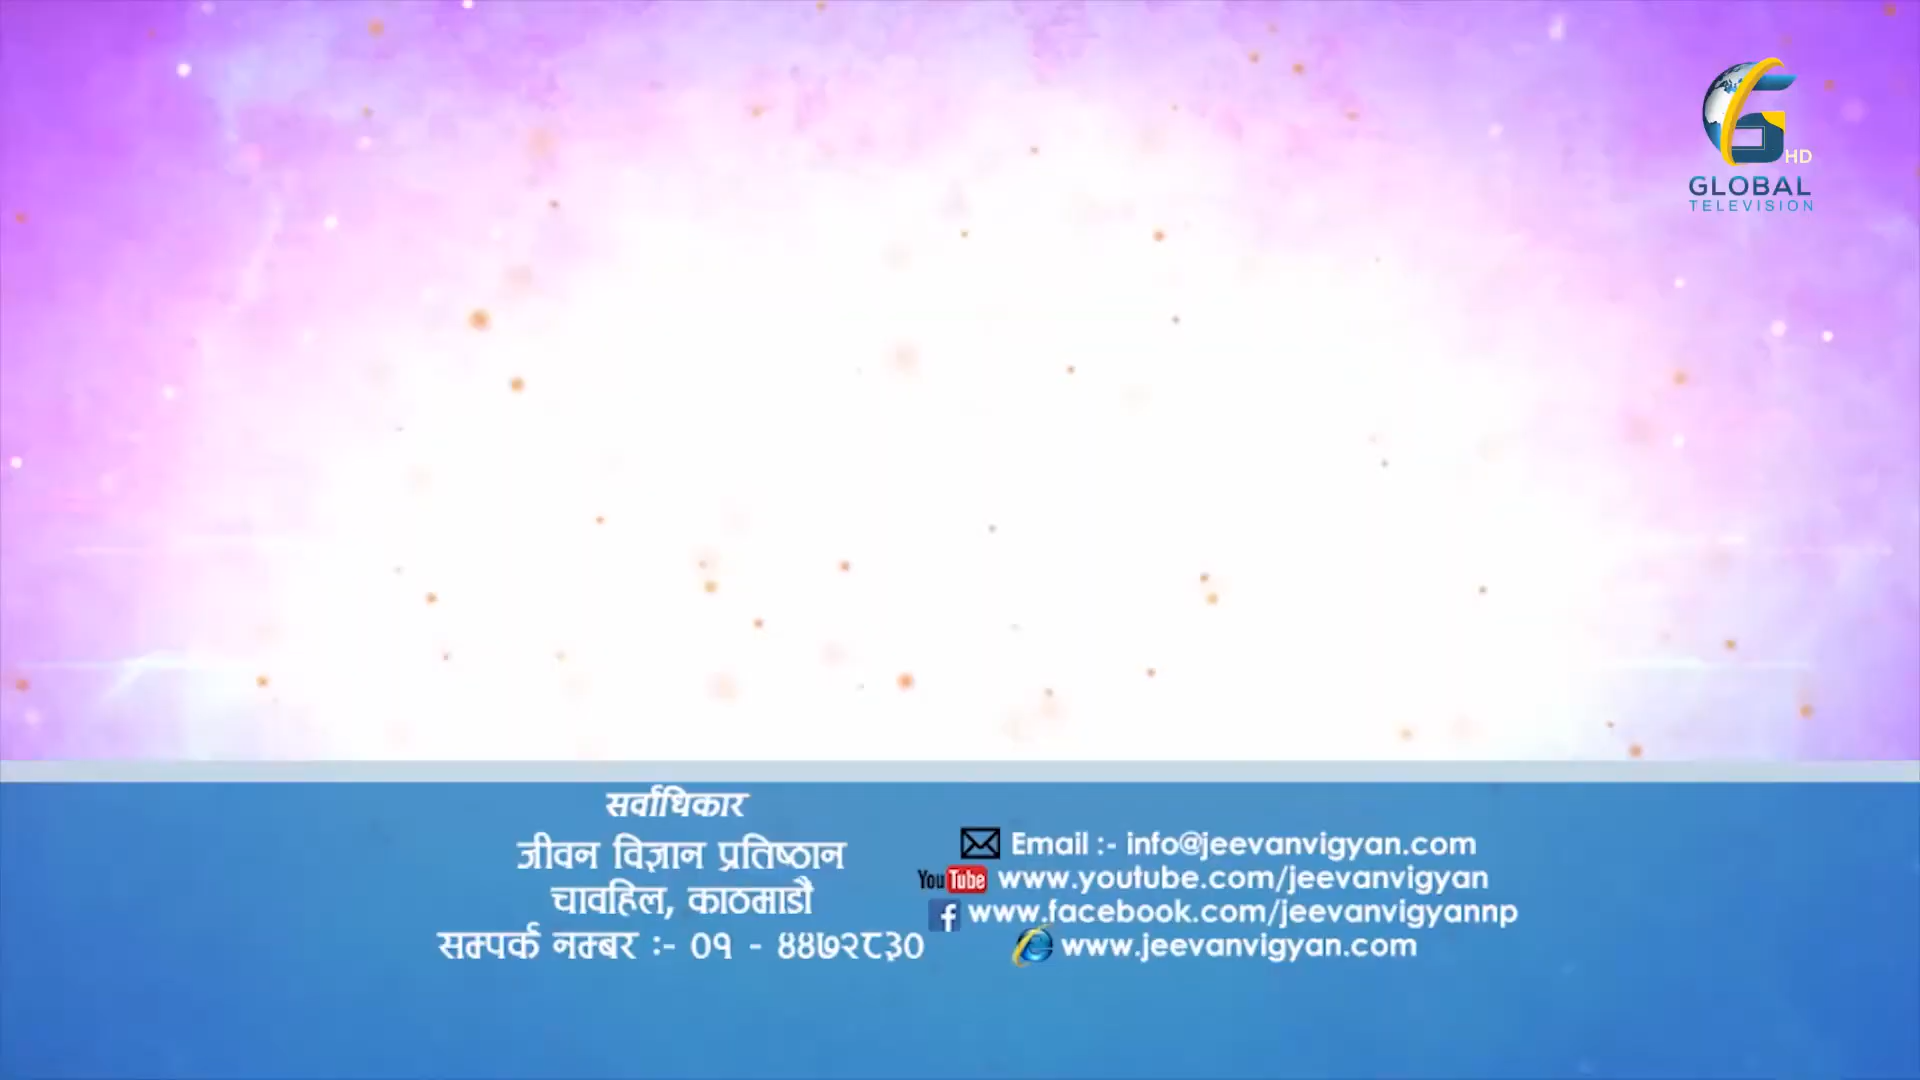 HD
GLOBAL
TELEVISION
सर्वाधिकार
जीवन विज्ञान प्रतिष्ठान
चावहिल, काठमाडौं
सम्पर्क नम्बर :- ०१ - ४४७२८३०
Email :- info@jeevanvigyan.com
YouTube www.youtube.com/jeevanvigyan
f www.facebook.com/jeevanvigyannp
www.jeevanvigyan.com